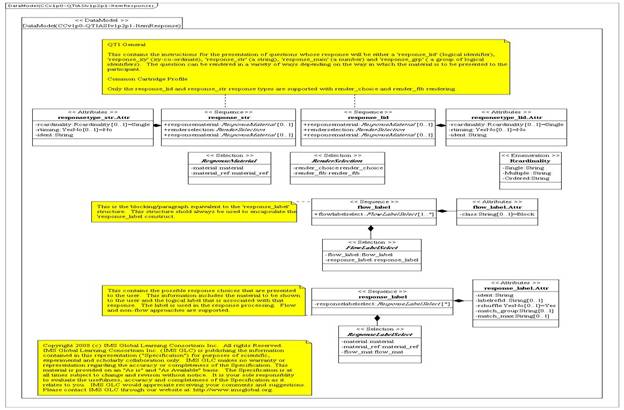 DataModel(CCv1p0-QTIASIv1p2p1-ItemResponse)
<< DataModel >>
DataModel(CCv1p0-QTIASIv1p2p1-ItemResponse)
QTI General
This contains the instructions for the presentation of questions whose response will be either a 'response_lid' (logical identifier),
'response_xy' (xy-co-ordinate), 'response_str' (a string), 'response_num' (a number) and 'response_grp' ( a group of logical
identifiers). The question can be rendered in a variety of ways depending on the way in which the material is to be presented to the
participant.
Common Cartridge Profile
Only the response_lid and response_str response types are supported with render_choice and render_fib rendering.
<< Attributes >>
responsetype_str.Attr
-rcardinality Rcardinality[0..1]=Single
-rtiming YesNo[0..1]=No
-ident String
<< Sequence >>
response_str
+responsematerial ResponseMaterial[0..1]
-renderselection RenderSelection
+responsematerial ResponseMaterial[0..1]
<< Sequence >>
response_lid
+responsematerial ResponseMaterial[0..1]
-renderselection RenderSelection
+responsematerial ResponseMaterial[0..1]
<< Attributes >>
responsetype_lid.Attr
-rcardinality Rcardinality[0..1]=Single
-rtiming YesNo[0..1]=No
-ident String
<< Selection >>
ResponseMaterial
-material material
-material_ref material_ref
<< Selection >>
RenderSelection
-render_choice render_choice
-render_fib render_fib
<< Enumeration >>
Rcardinality
-Single String
-Multiple String
-Ordered String
This is the blocking/paragraph equivalent to the 'response_label'
structure. This structure should always be used to encapsulate the
'response_label construct.
<< Sequence >>
flow_label
+flowlabelselect FlowLabelSelect[1..*]
<< Attributes >>
flow_label.Attr
-class String[0..1]=Block
<< Selection >>
FlowLabelSelect
-flow_label flow_label
-response_label response_label
This contains the possible response choices that are presented
to the user. This information includes the material to be shown
to the user and the logical label that is associated with that
response. The label is used in the response processing. Flow
and non-flow approaches are supported.
<< Sequence >>
response_label
-responselabelselect ResponseLabelSelect[*]
<< Attributes >>
response_label.Attr
-ident String
-labelrefid String[0..1]
-rshuffle YesNo[0..1]=Yes
-match_group String[0..1]
-match_max String[0..1]
<< Selection >>
ResponseLabelSelect
-material material
-material_ref material_ref
-flow_mat flow_mat
Copyright 2008 (c) IMS Global Learning Consortium Inc. All rights Reserved.
IMS Global Learning Consortium Inc. (IMS GLC) is publishing the information
contained in this representation ("Specification") for purposes of scientific,
experimental and scholarly collaboration only. IMS GLC makes no warranty or
representation regarding the accuracy or completeness of the Specification. This
material is provided on an "As is" and "As Available" basis. The Specification is at
all times subject to change and revision without notice. It is your sole responsibility
to evaluate the usefulness, accuracy and completeness of the Specification as it
relates to you. IMS GLC would appreciate receiving your comments and suggestions.
Please contact IMS GLC through our website at http://www.imsglobal.org